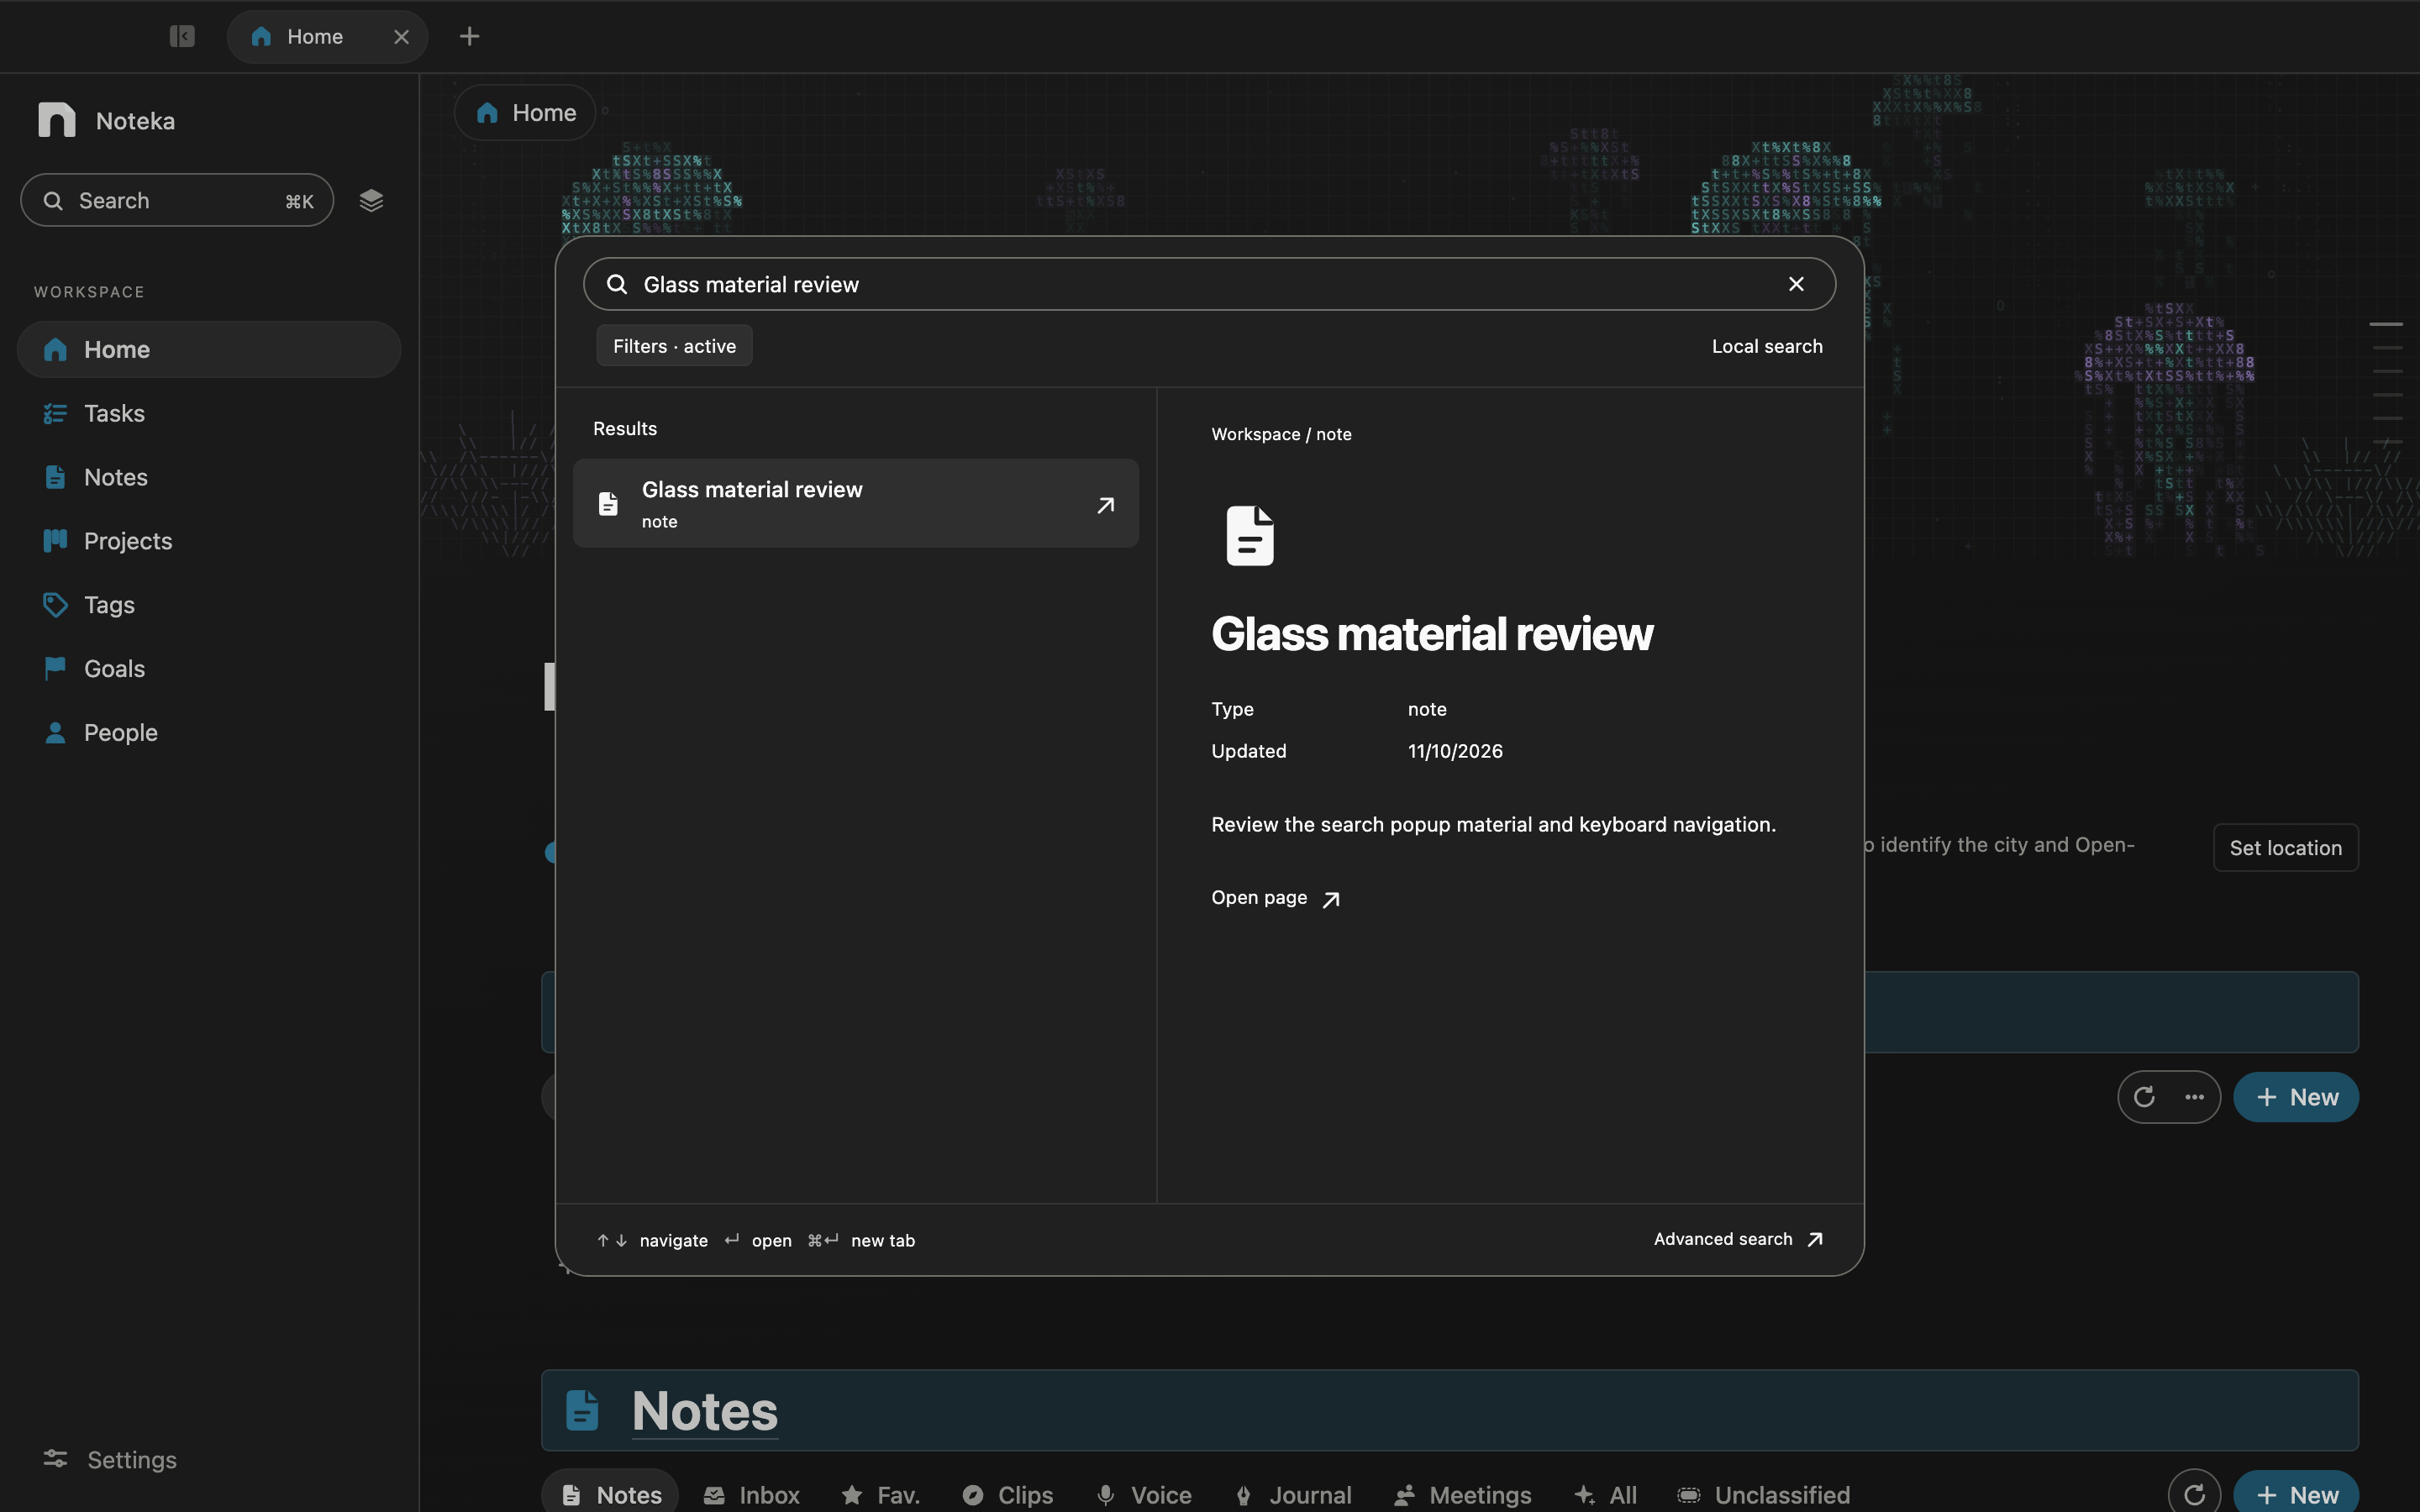 Home
Noteka
Search ⌘K
WORKSPACE
Home
Tasks
Notes
Projects
Tags
Goals
People
Settings
Home
Glass material review
Filters · active
Local search
Results
Glass material review
note
Workspace / note
Glass material review
Type note
Updated 11/10/2026
Review the search popup material and keyboard navigation.
Open page
↑ ↓ navigate ↵ open ⌘↵ new tab
Advanced search
identify the city and Open-
Set location
New
Notes
Notes Inbox Fav. Clips Voice Journal Meetings All Unclassified
New